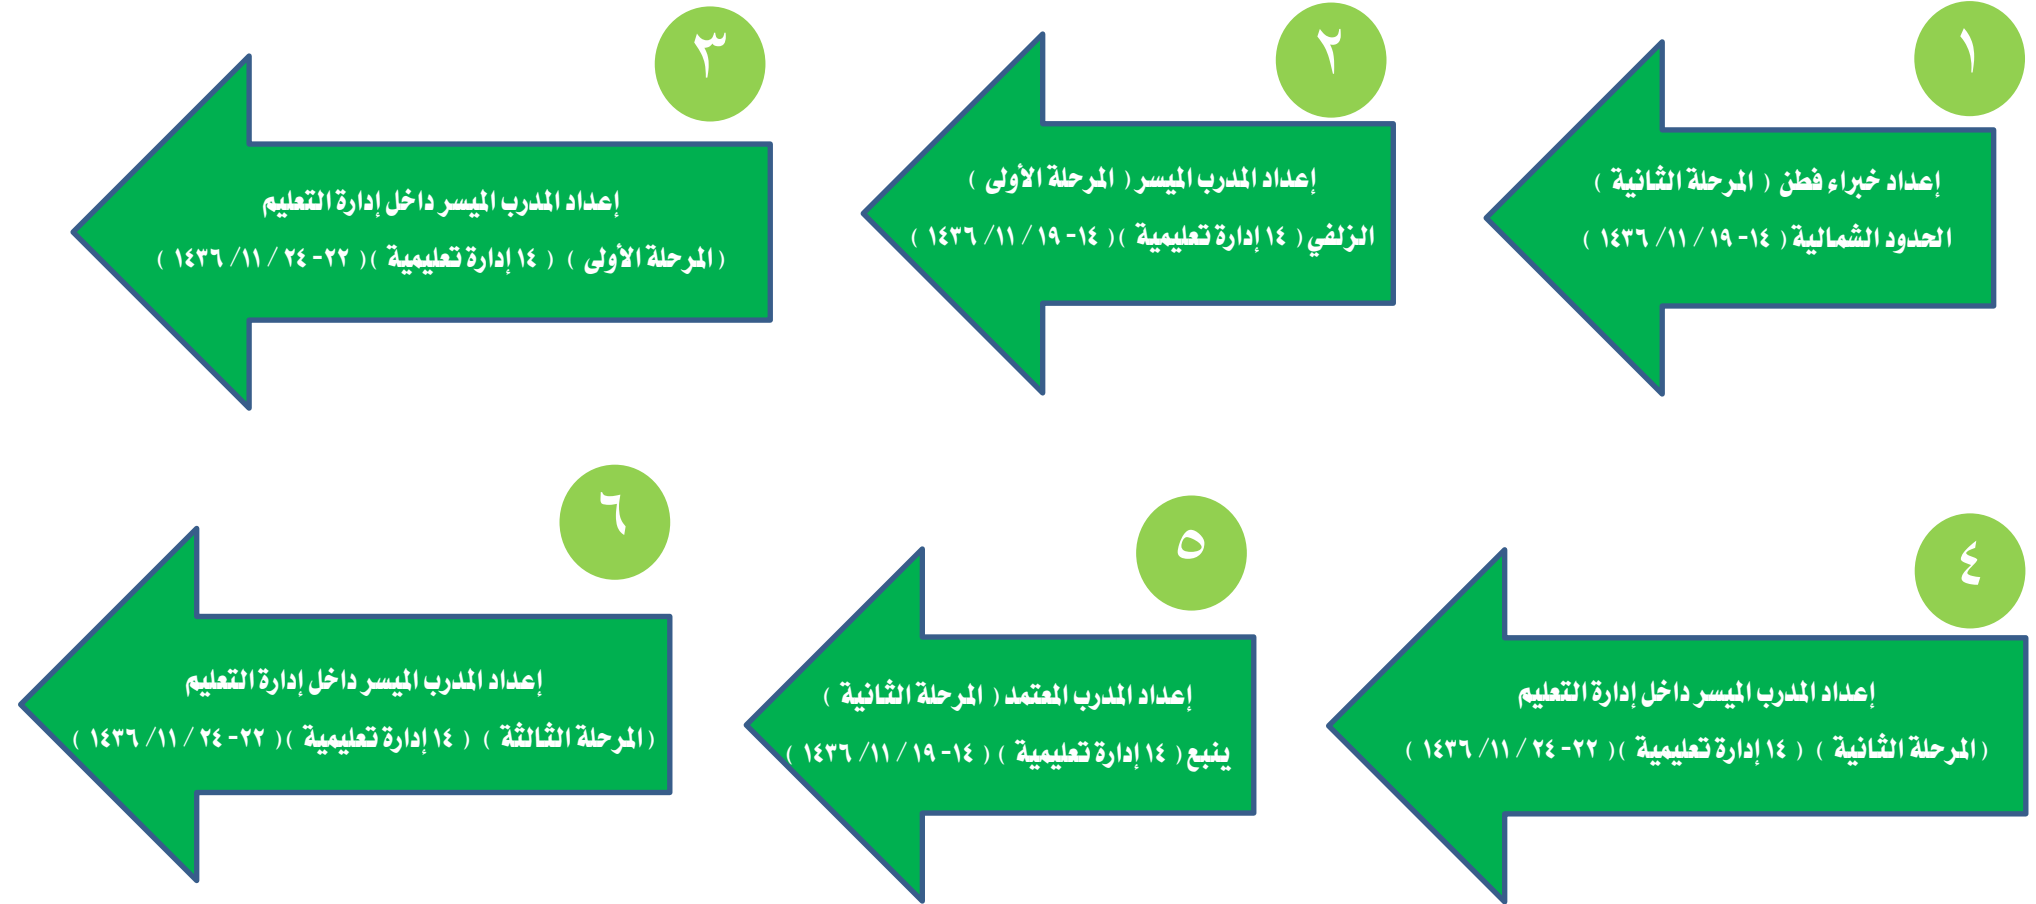 ١
إعداد خبراء فطن ( المرحلة الثانية )
الحدود الشمالية ( ١٤- ١٩ / ١١/ ١٤٣٦ )
٢
إعداد المدرب الميسر ( المرحلة الأولى )
الزلفي ( ١٤ إدارة تعليمية )( ١٤- ١٩ / ١١/ ١٤٣٦ )
٣
إعداد المدرب الميسر داخل إدارة التعليم
( المرحلة الأولى ) ( ١٤ إدارة تعليمية )( ٢٢- ٢٤ / ١١/ ١٤٣٦ )
٤
إعداد المدرب الميسر داخل إدارة التعليم
( المرحلة الثانية ) ( ١٤ إدارة تعليمية )( ٢٢- ٢٤ / ١١/ ١٤٣٦ )
٥
إعداد المدرب المعتمد ( المرحلة الثانية )
ينبع ( ١٤ إدارة تعليمية ) ( ١٤- ١٩ / ١١/ ١٤٣٦ )
٦
إعداد المدرب الميسر داخل إدارة التعليم
( المرحلة الثالثة ) ( ١٤ إدارة تعليمية )( ٢٢- ٢٤ / ١١/ ١٤٣٦ )